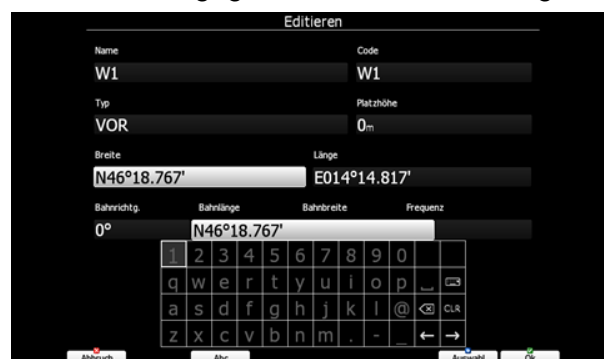 Editieren
Name Code
W1 W1
Typ Platzhöhe
VOR 0m
Breite Länge
N46°18.767' E014°14.817'
Bahnrichtg. Bahnlänge Bahnbreite Frequenz
0° N46°18.767'
1 2 3 4 5 6 7 8 9 0
q w e r t y u i o p
a s d f g h j k l @ CLR
z x c v b n m . - _ ← →
Abbruch Abc Auswahl Ok